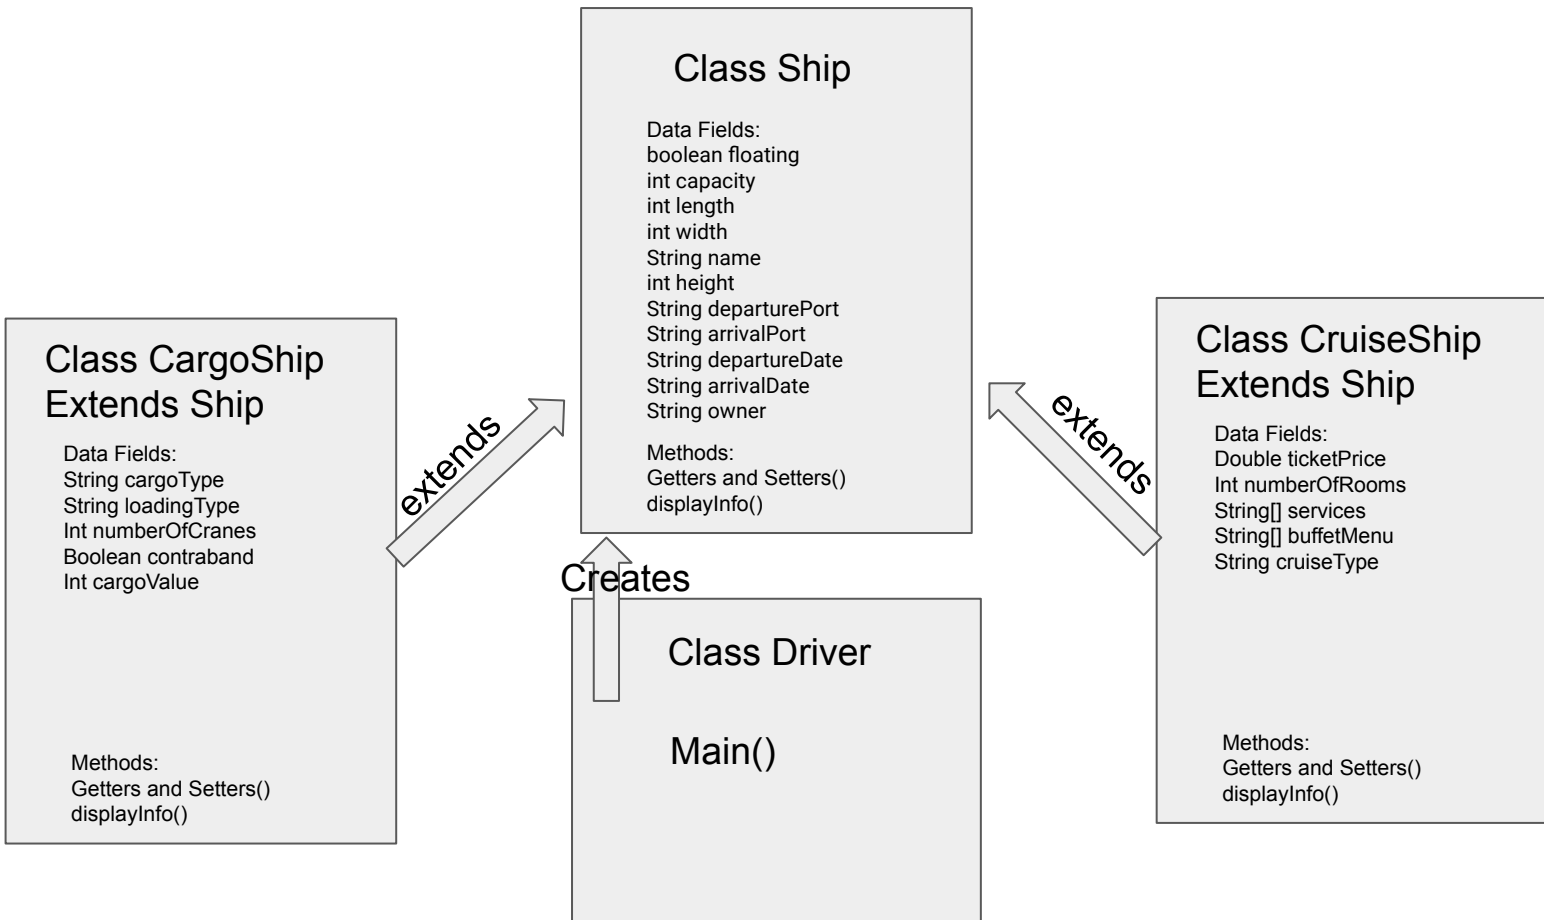 Class Ship
Data Fields:
boolean floating
int capacity
int length
int width
String name
int height
String departurePort
String arrivalPort
String departureDate
String arrivalDate
String owner
Methods:
Getters and Setters()
displayInfo()
Class CargoShip
Extends Ship
Data Fields:
String cargoType
String loadingType
Int numberOfCranes
Boolean contraband
Int cargoValue
Methods:
Getters and Setters()
displayInfo()
extends
extends
Class CruiseShip
Extends Ship
Data Fields:
Double ticketPrice
Int numberOfRooms
String[] services
String[] buffetMenu
String cruiseType
Methods:
Getters and Setters()
displayInfo()
Creates
Class Driver
Main()